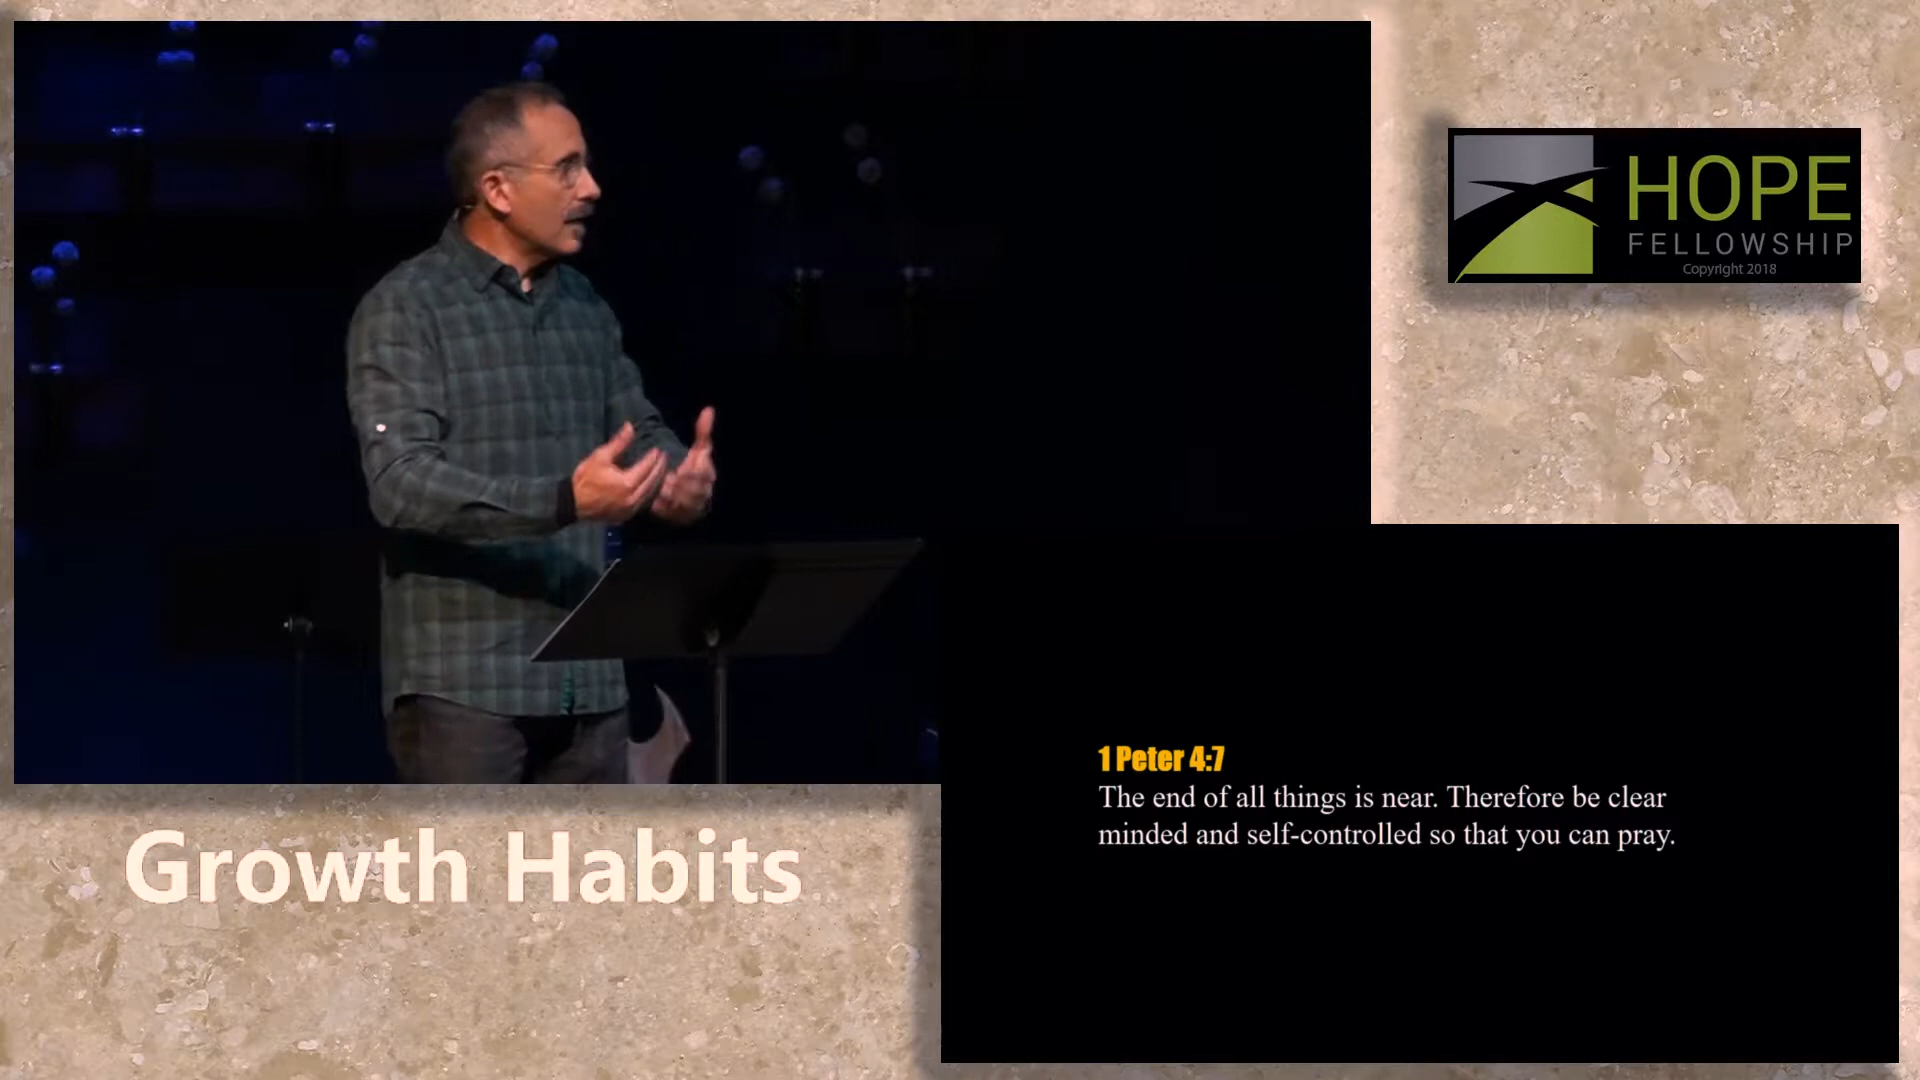 HOPE
FELLOWSHIP
Copyright 2018
1 Peter 4:7
The end of all things is near. Therefore be clear
minded and self-controlled so that you can pray.
Growth Habits